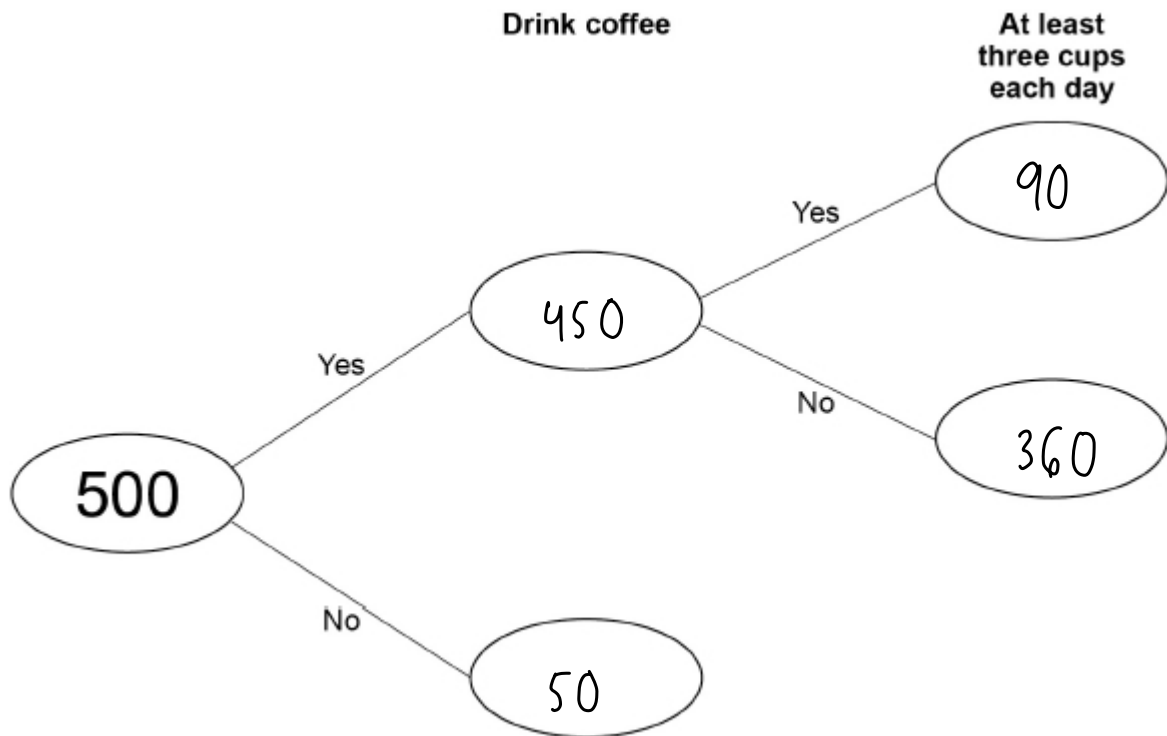 Drink coffee
At least
three cups
each day
90
Yes
450
Yes
No
360
500
No
50